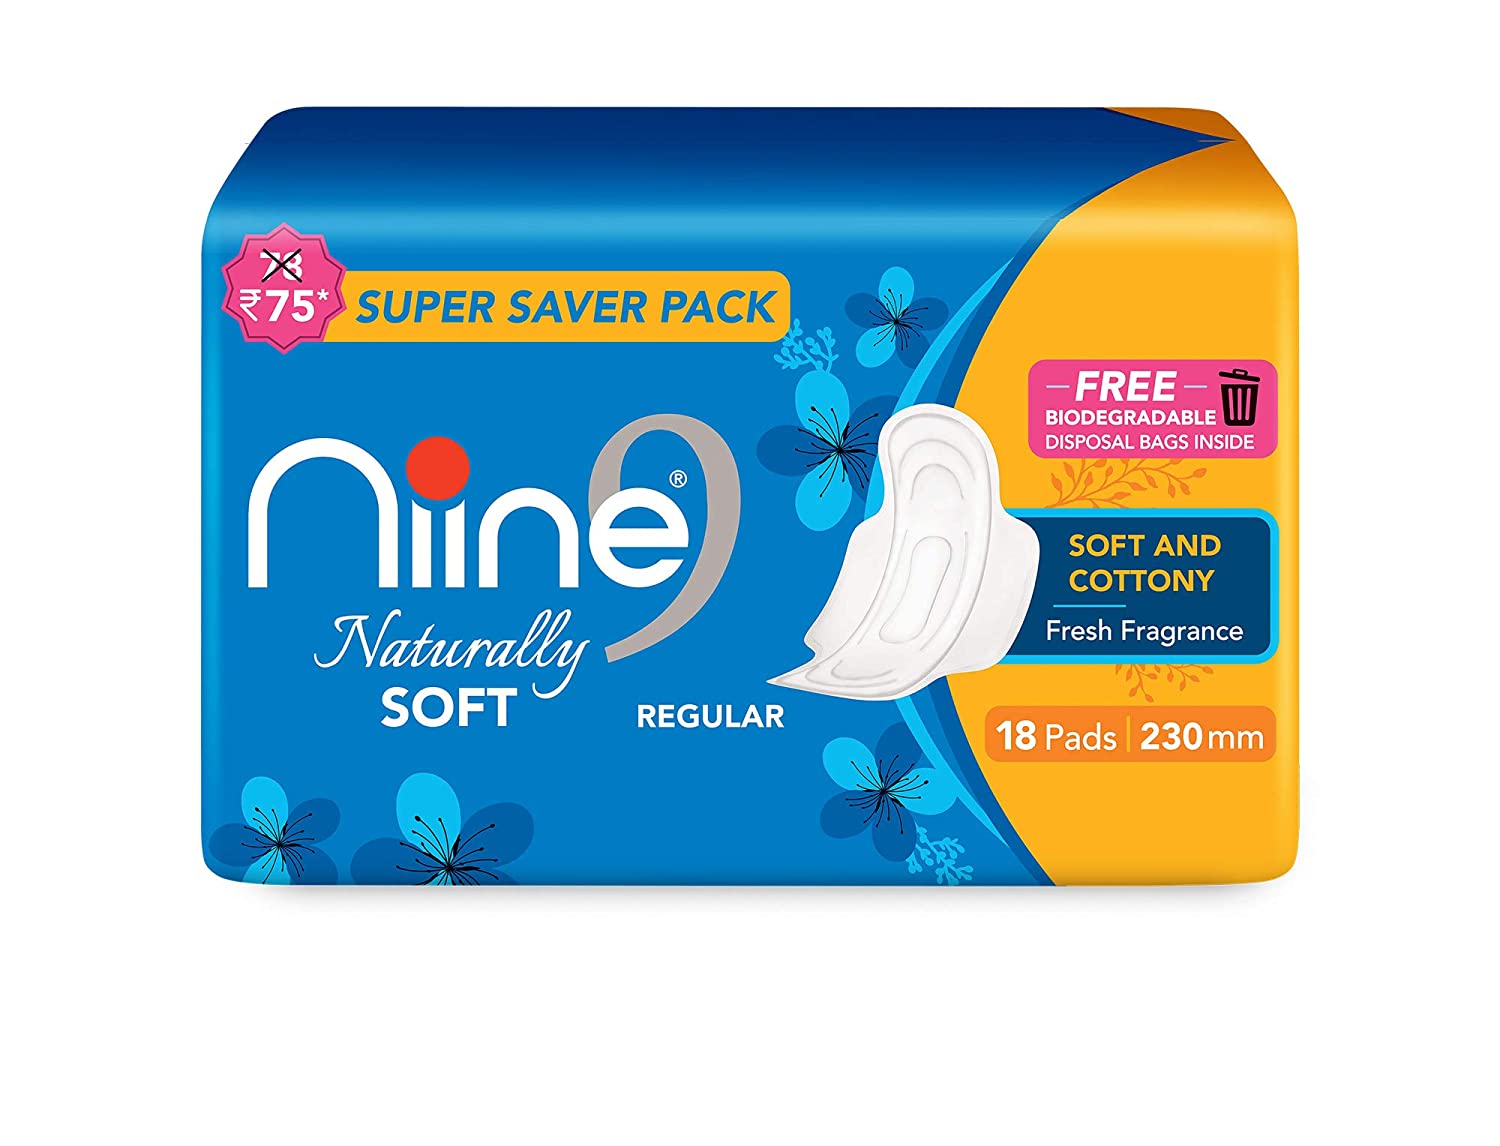 78
₹75*
SUPER SAVER PACK
niine®
9
Naturally
SOFT
REGULAR
FREE
BIODEGRADABLE
DISPOSAL BAGS INSIDE
SOFT AND
COTTONY
Fresh Fragrance
18 Pads | 230mm